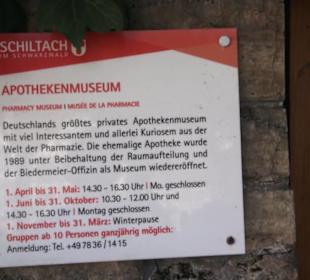 SCHILTACH
IM SCHWARZWALD
APOTHEKENMUSEUM
PHARMACY MUSEUM I MUSÉE DE LA PHARMACIE
Deutschlands größtes privates Apothekenmuseum
mit viel Interessantem und allerlei Kuriosem aus der
Welt der Pharmazie. Die ehemalige Apotheke wurde
1989 unter Beibehaltung der Raumaufteilung und
der Biedermeier-Offizin als Museum wiedereröffnet.
1. April bis 31. Mai: 14.30 - 16.30 Uhr | Mo. geschlossen
1. Juni bis 31. Oktober: 10.30 - 12.00 Uhr und
14.30 - 16.30 Uhr | Montag geschlossen
1. November bis 31. März: Winterpause
Gruppen ab 10 Personen ganzjährig möglich:
Anmeldung: Tel. +49 78 36 / 14 15